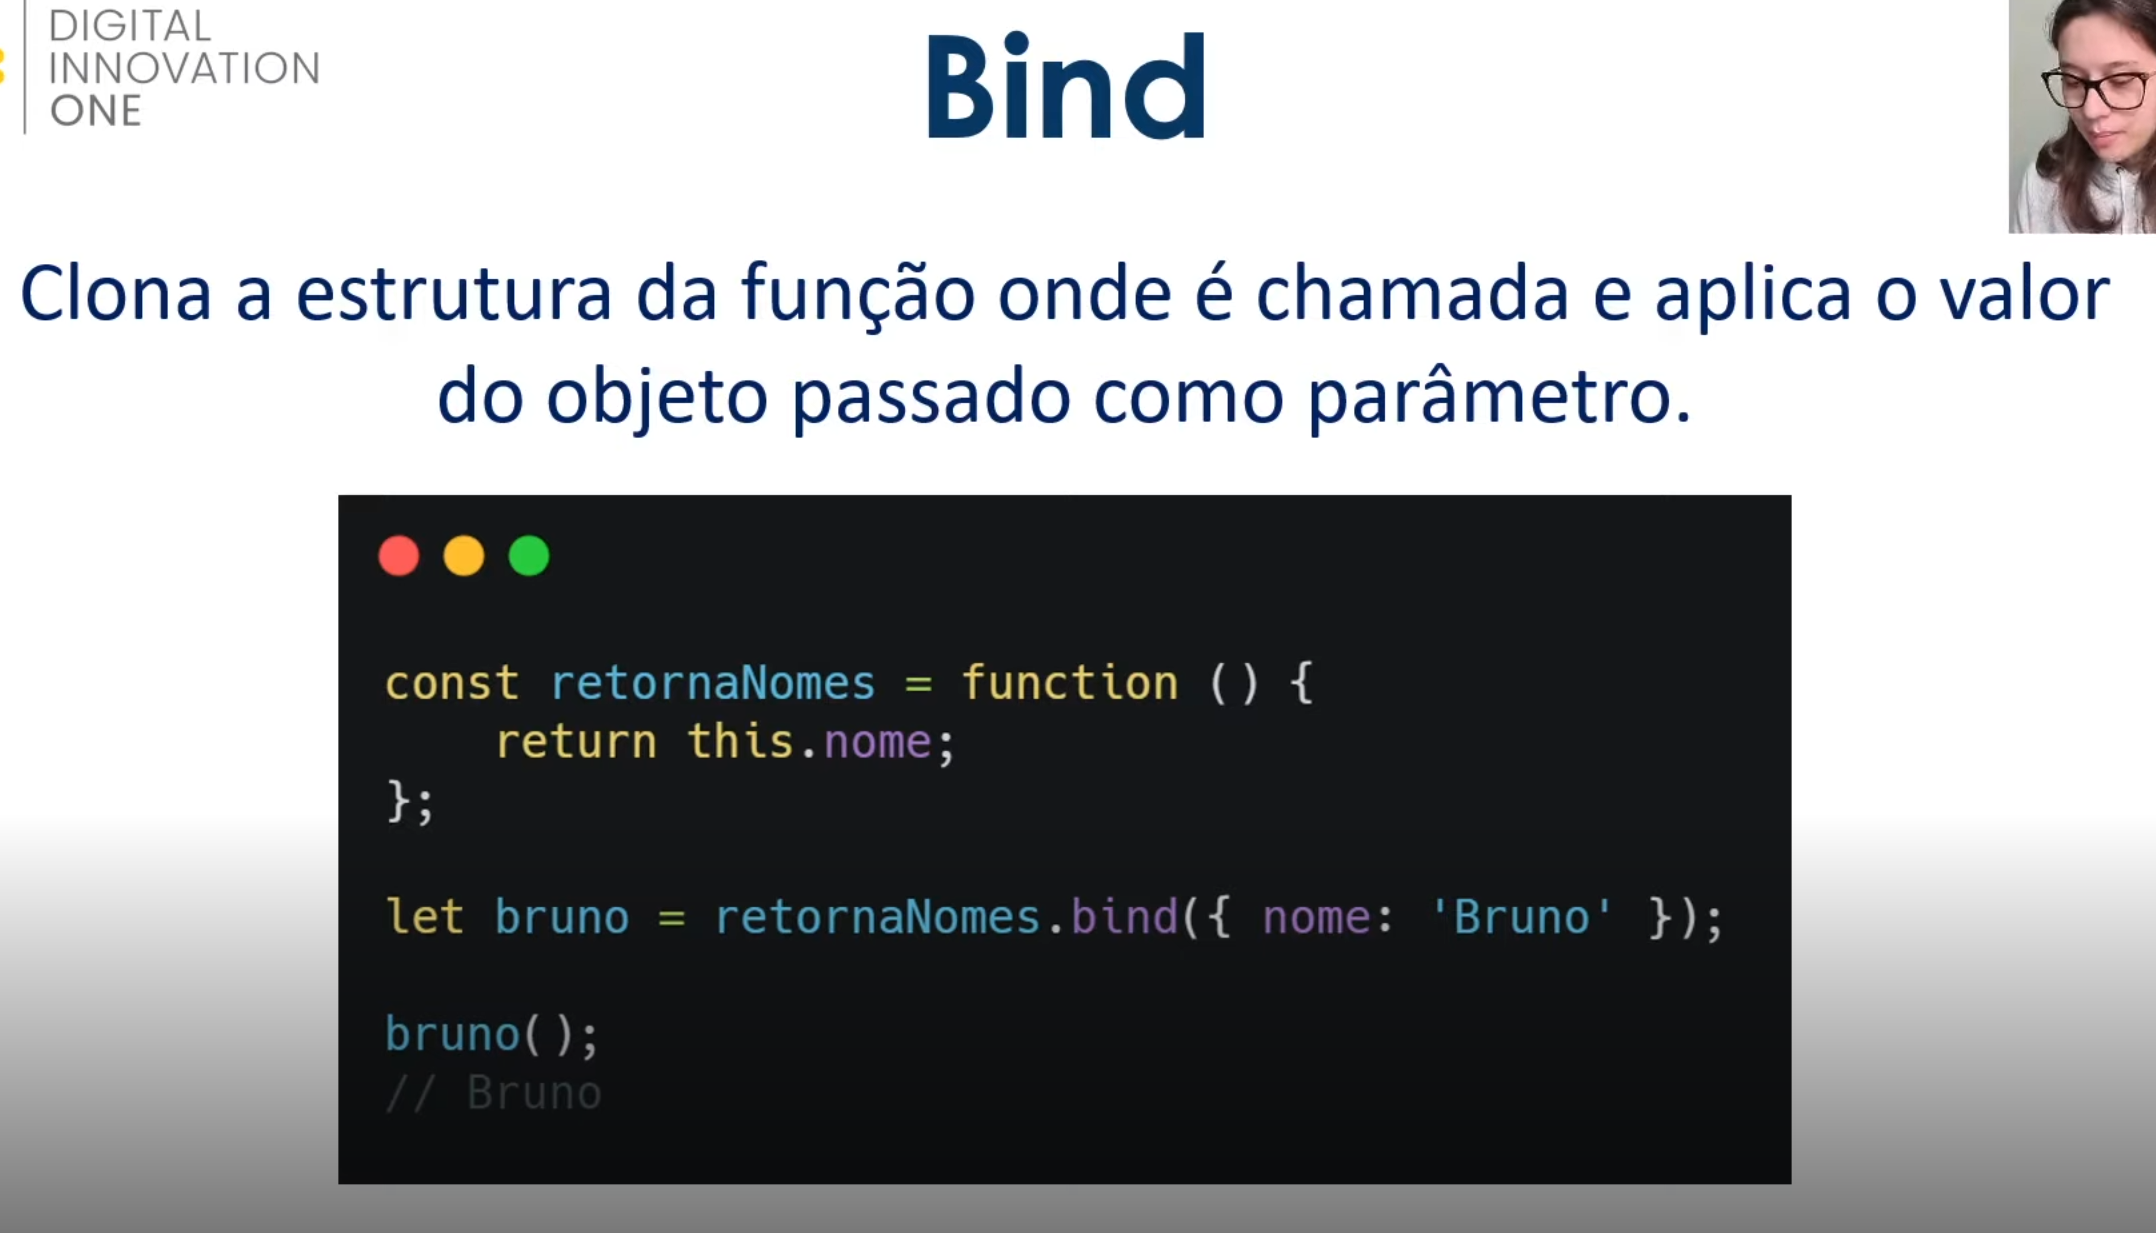 DIGITAL
INNOVATION
ONE
Bind
Clona a estrutura da função onde é chamada e aplica o valor
do objeto passado como parâmetro.
const retornaNomes = function () {
    return this.nome;
};
let bruno = retornaNomes.bind({ nome: 'Bruno' });
bruno();
// Bruno